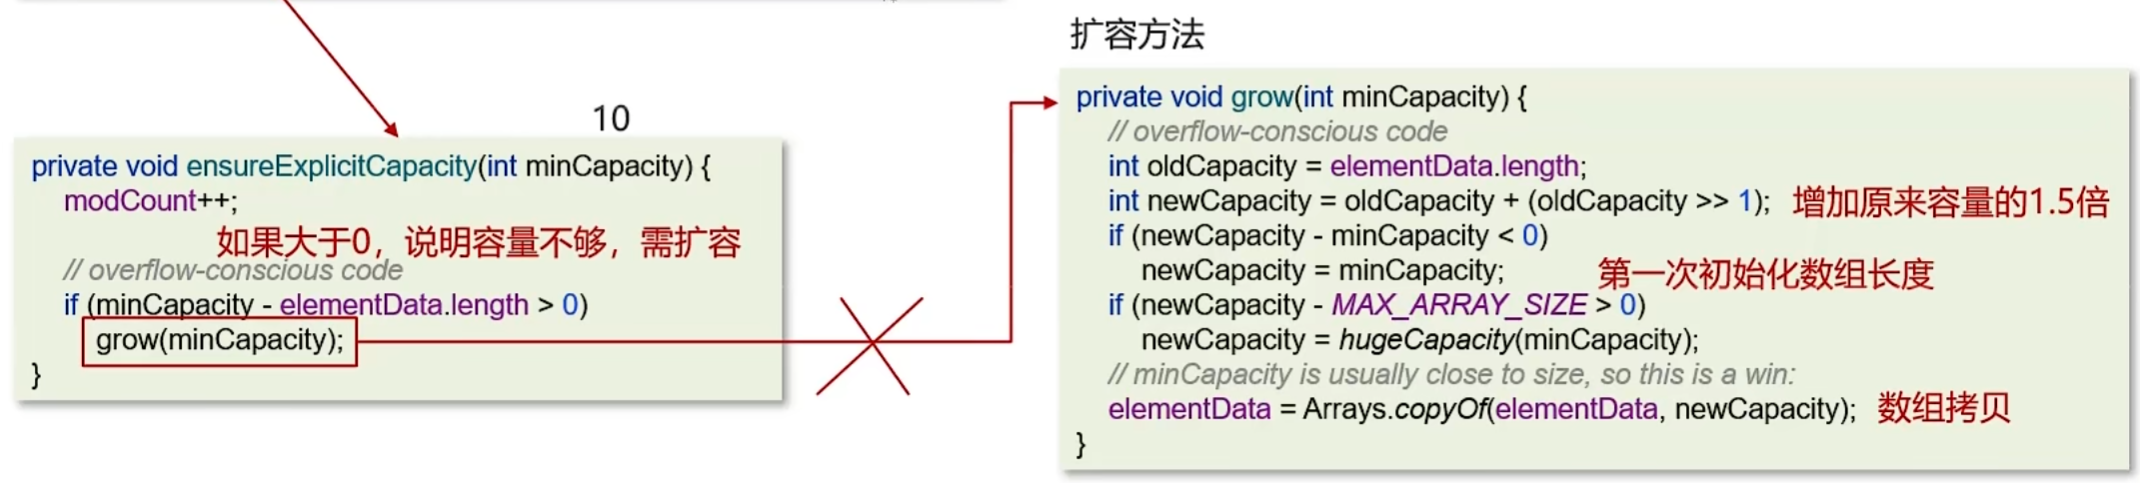 10
private void ensureExplicitCapacity(int minCapacity) {
modCount++;
如果大于0，说明容量不够，需扩容
// overflow-conscious code
if (minCapacity - elementData.length > 0)
grow(minCapacity);
}
扩容方法
private void grow(int minCapacity) {
// overflow-conscious code
int oldCapacity = elementData.length;
int newCapacity = oldCapacity + (oldCapacity >> 1); 增加原来容量的1.5倍
if (newCapacity - minCapacity < 0)
newCapacity = minCapacity; 第一次初始化数组长度
if (newCapacity - MAX_ARRAY_SIZE > 0)
newCapacity = hugeCapacity(minCapacity);
// minCapacity is usually close to size, so this is a win:
elementData = Arrays.copyOf(elementData, newCapacity); 数组拷贝
}